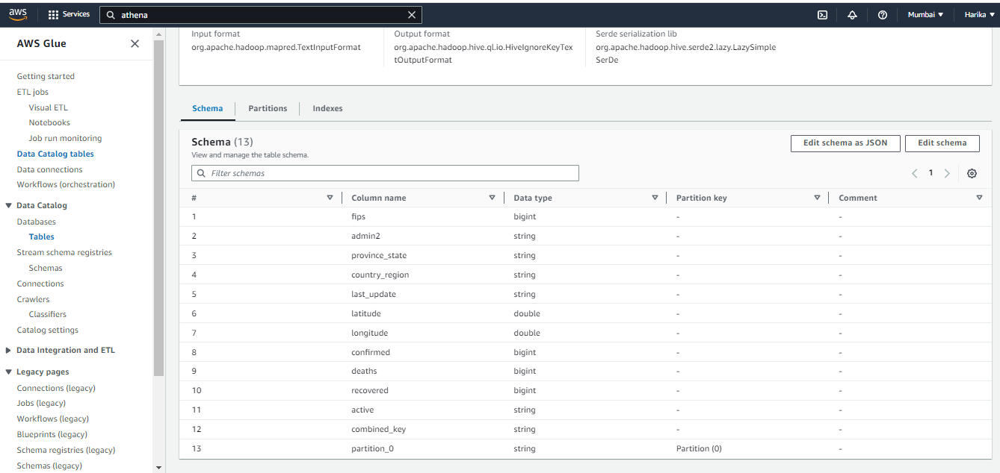 aws Services athena Mumbai Harika
AWS Glue
Getting started
ETL jobs
Visual ETL
Notebooks
Job run monitoring
Data Catalog tables
Data connections
Workflows (orchestration)
Data Catalog
Databases
Tables
Stream schema registries
Schemas
Connections
Crawlers
Classifiers
Catalog settings
Data Integration and ETL
Legacy pages
Connections (legacy)
Jobs (legacy)
Workflows (legacy)
Blueprints (legacy)
Schema registries (legacy)
Schemas (legacy)
Input format
org.apache.hadoop.mapred.TextInputFormat
Output format
org.apache.hadoop.hive.ql.io.HiveIgnoreKeyTex
tOutputFormat
Serde serialization lib
org.apache.hadoop.hive.serde2.lazy.LazySimple
SerDe
Schema Partitions Indexes
Schema (13) Edit schema as JSON Edit schema
View and manage the table schema.
Filter schemas 1
# Column name Data type Partition key Comment
1 fips bigint - -
2 admin2 string - -
3 province_state string - -
4 country_region string - -
5 last_update string - -
6 latitude double - -
7 longitude double - -
8 confirmed bigint - -
9 deaths bigint - -
10 recovered bigint - -
11 active string - -
12 combined_key string - -
13 partition_0 string Partition (0) -